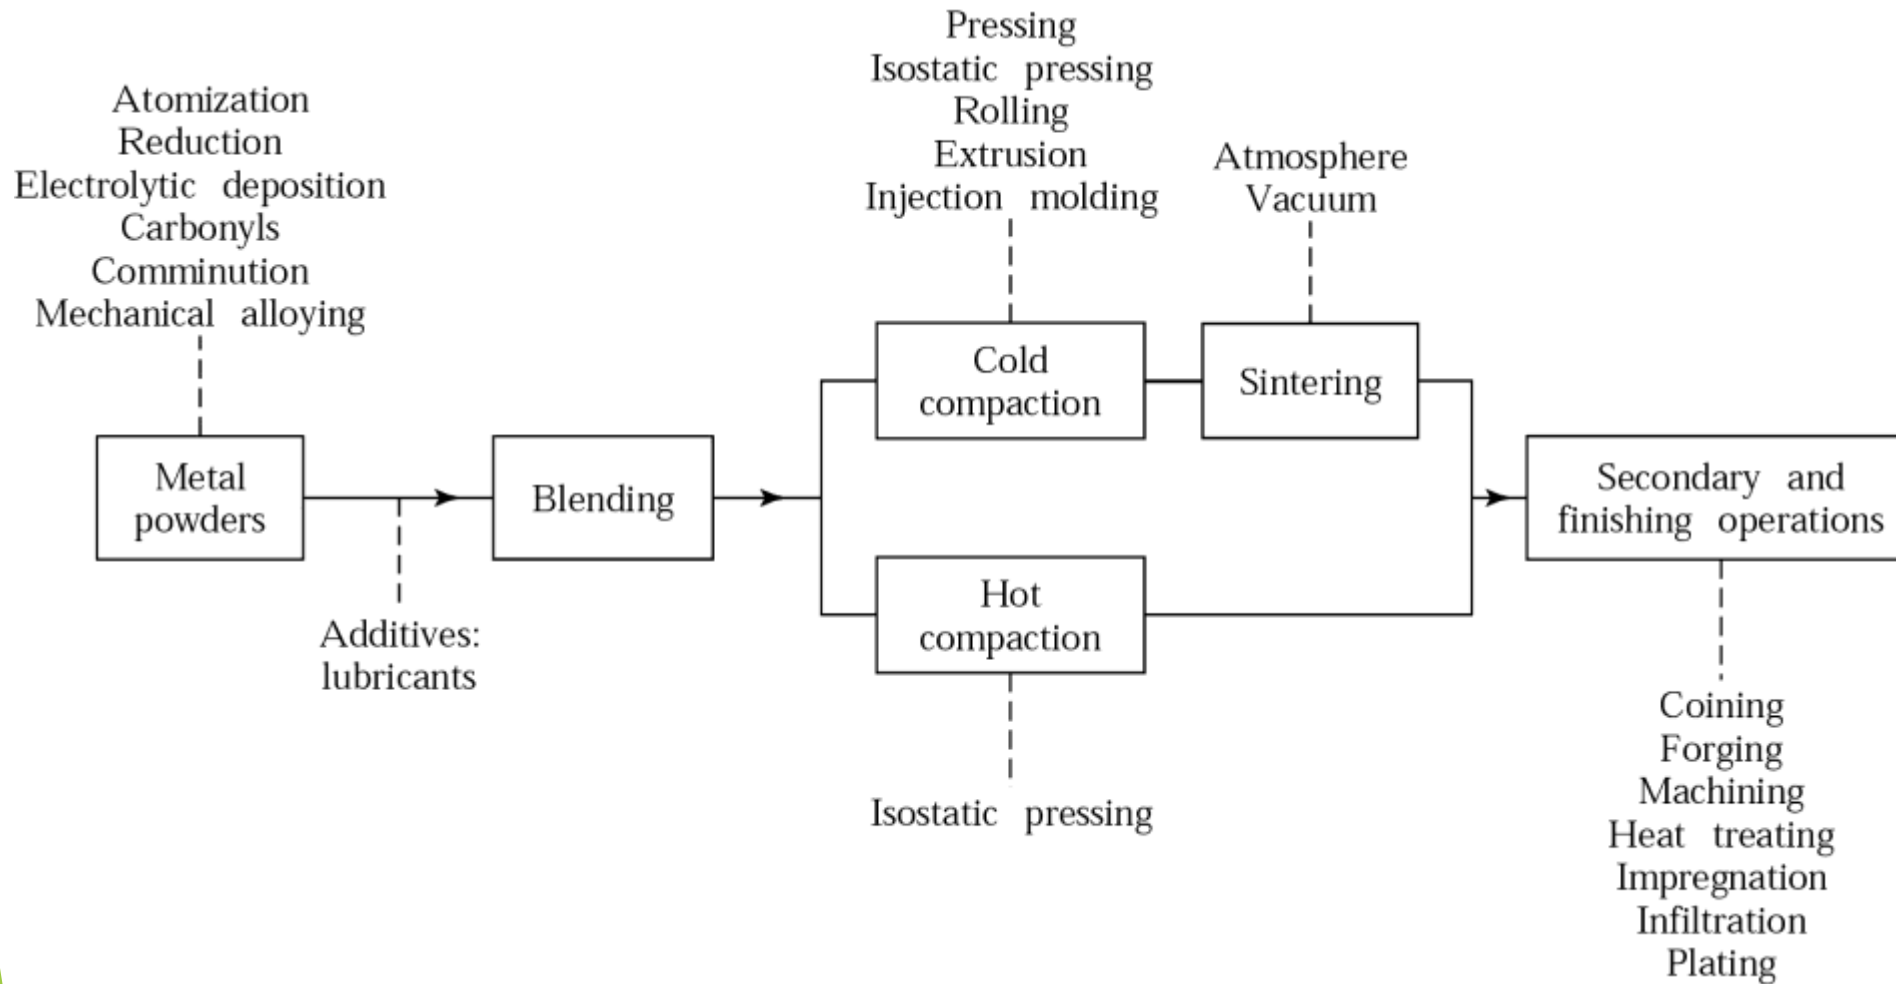 Atomization
Reduction
Electrolytic deposition
Carbonyls
Comminution
Mechanical alloying
Metal
powders
Additives:
lubricants
Blending
Pressing
Isostatic pressing
Rolling
Extrusion
Injection molding
Cold
compaction
Atmosphere
Vacuum
Sintering
Hot
compaction
Isostatic pressing
Secondary and
finishing operations
Coining
Forging
Machining
Heat treating
Impregnation
Infiltration
Plating